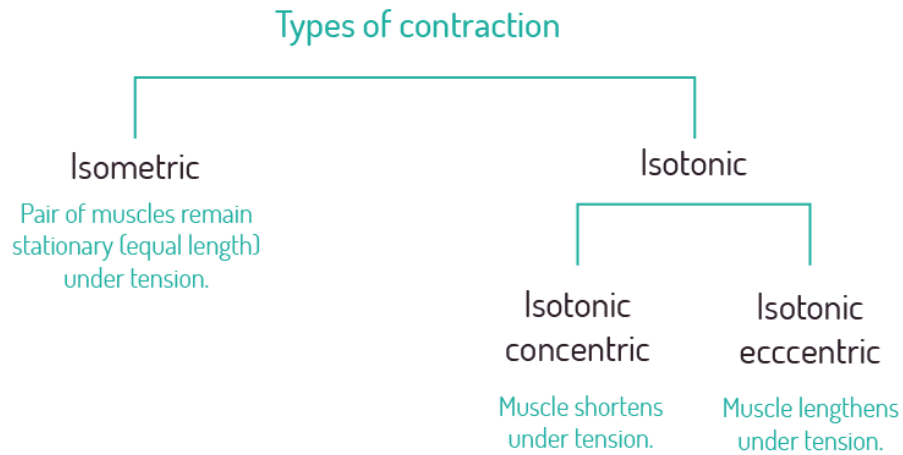 Types of contraction
Isometric
Pair of muscles remain
stationary (equal length)
under tension.
Isotonic
Isotonic
concentric
Muscle shortens
under tension.
Isotonic
ecccentric
Muscle lengthens
under tension.